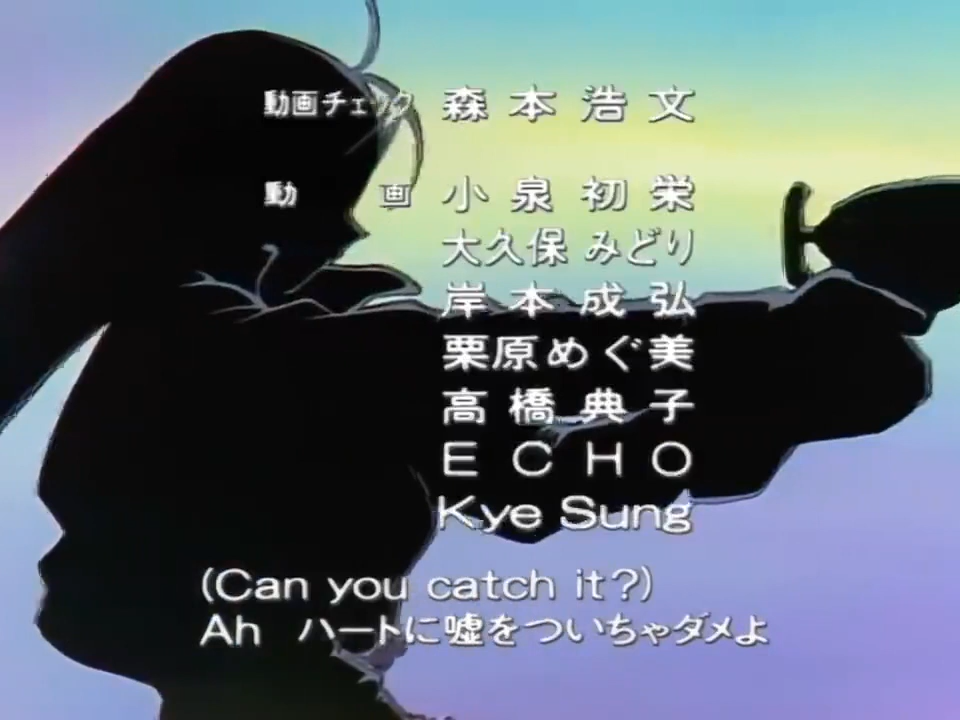 動画チェック 森本浩文
動画 小泉初栄
大久保みどり
岸本成弘
栗原めぐ美
高橋典子
ECHO
Kye Sung
(Can you catch it?)
Ah ハートに嘘をついちゃダメよ